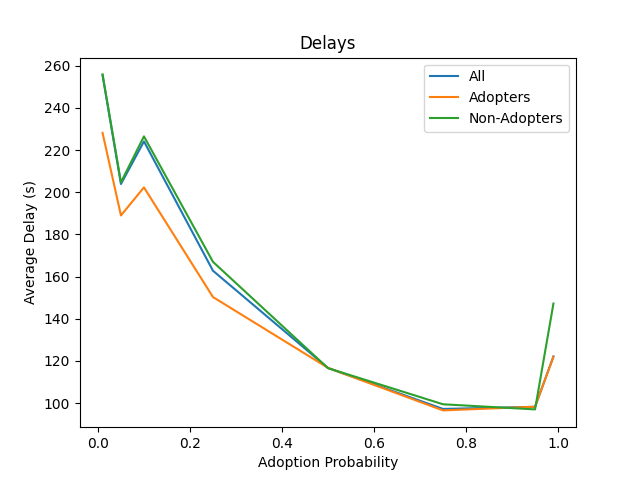 Delays
All
Adopters
Non-Adopters
260
240
220
200
180
160
140
120
100
Average Delay (s)
0.0 0.2 0.4 0.6 0.8 1.0
Adoption Probability